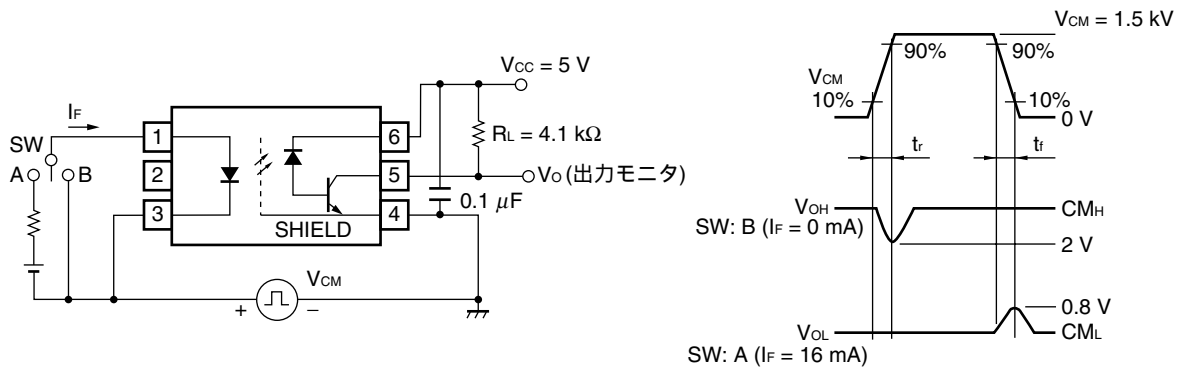 IF
SW
A
B
1
2
3
6
5
4
SHIELD
VCC = 5 V
RL = 4.1 kΩ
VO (出力モニタ)
0.1 μF
VCM
+
−
VCM = 1.5 kV
90%
90%
VCM
10%
10%
0 V
tr
tf
VOH
CMH
SW: B (IF = 0 mA)
2 V
0.8 V
VOL
CML
SW: A (IF = 16 mA)